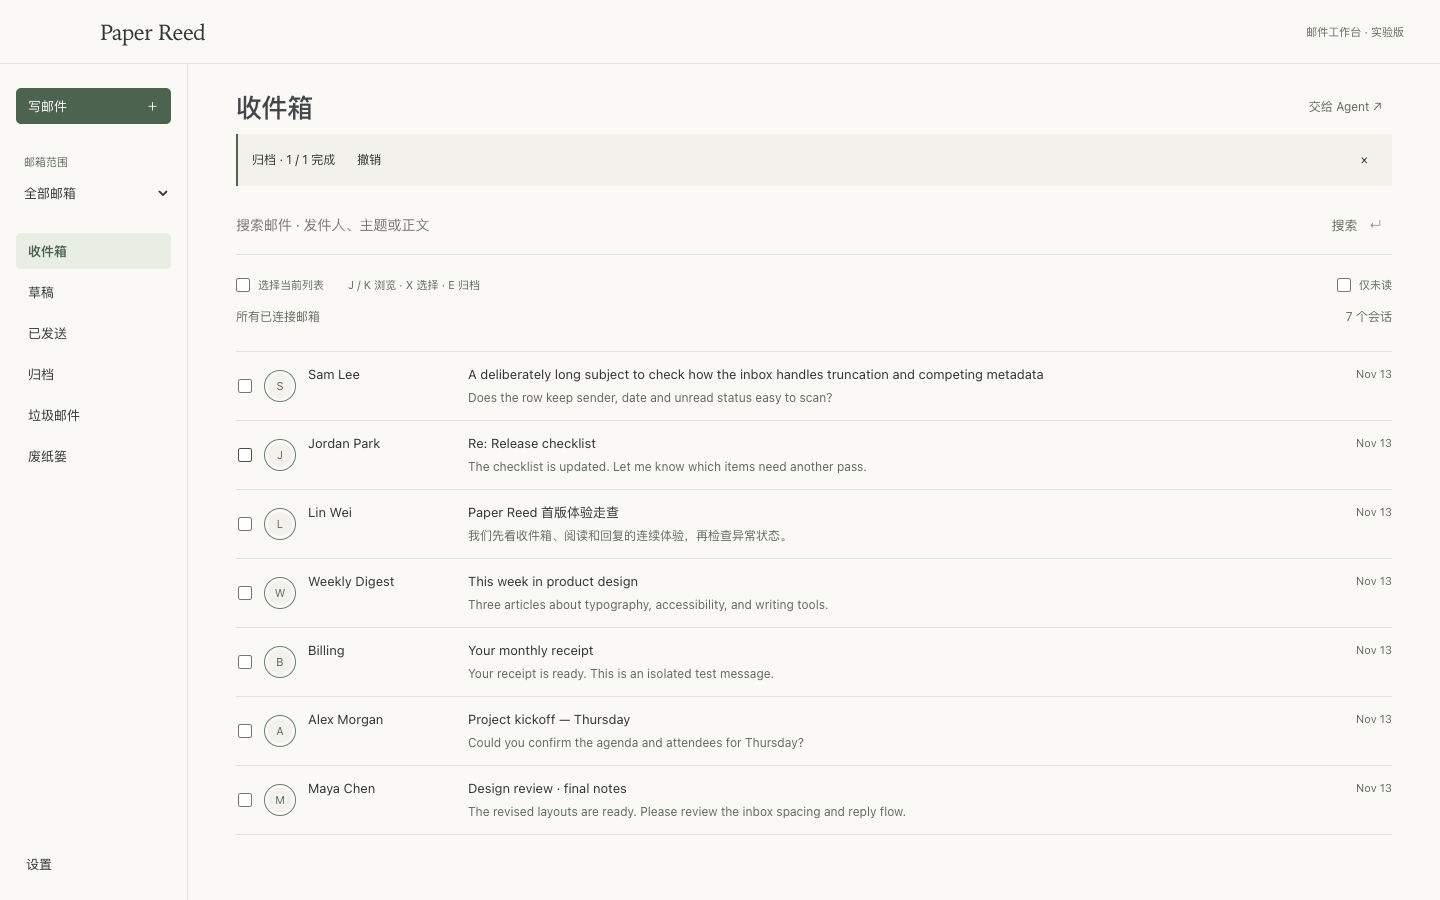 Paper Reed
邮件工作台 · 实验版
写邮件 +
邮箱范围
全部邮箱
收件箱
草稿
已发送
归档
垃圾邮件
废纸篓
设置
收件箱
交给 Agent ↗
归档 · 1 / 1 完成 撤销 ×
搜索邮件 · 发件人、主题或正文
搜索 ↵
选择当前列表 J / K 浏览 · X 选择 · E 归档
仅未读
所有已连接邮箱
7 个会话
S Sam Lee A deliberately long subject to check how the inbox handles truncation and competing metadata Nov 13
Does the row keep sender, date and unread status easy to scan?
J Jordan Park Re: Release checklist Nov 13
The checklist is updated. Let me know which items need another pass.
L Lin Wei Paper Reed 首版体验走查 Nov 13
我们先看收件箱、阅读和回复的连续体验，再检查异常状态。
W Weekly Digest This week in product design Nov 13
Three articles about typography, accessibility, and writing tools.
B Billing Your monthly receipt Nov 13
Your receipt is ready. This is an isolated test message.
A Alex Morgan Project kickoff — Thursday Nov 13
Could you confirm the agenda and attendees for Thursday?
M Maya Chen Design review · final notes Nov 13
The revised layouts are ready. Please review the inbox spacing and reply flow.